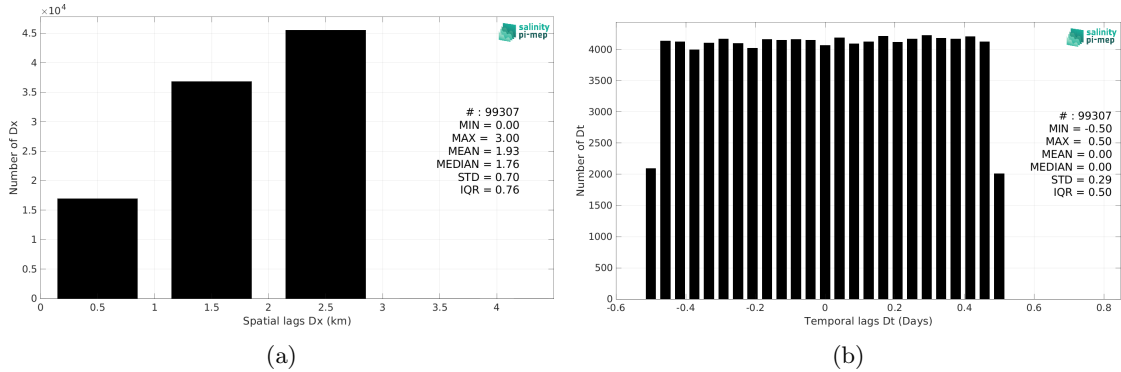 ×10^4
4.5
4
3.5
3
2.5
2
1.5
1
0.5
0
Number of Dx
0 0.5 1 1.5 2 2.5 3 3.5 4
Spatial lags Dx (km)
salinity
pi-mep
# : 99307
MIN = 0.00
MAX = 3.00
MEAN = 1.93
MEDIAN = 1.76
STD = 0.70
IQR = 0.76
(a)
4000
3500
3000
2500
2000
1500
1000
500
0
Number of Dt
-0.6 -0.4 -0.2 0 0.2 0.4 0.6 0.8
Temporal lags Dt (Days)
salinity
pi-mep
# : 99307
MIN = -0.50
MAX = 0.50
MEAN = 0.00
MEDIAN = 0.00
STD = 0.29
IQR = 0.50
(b)